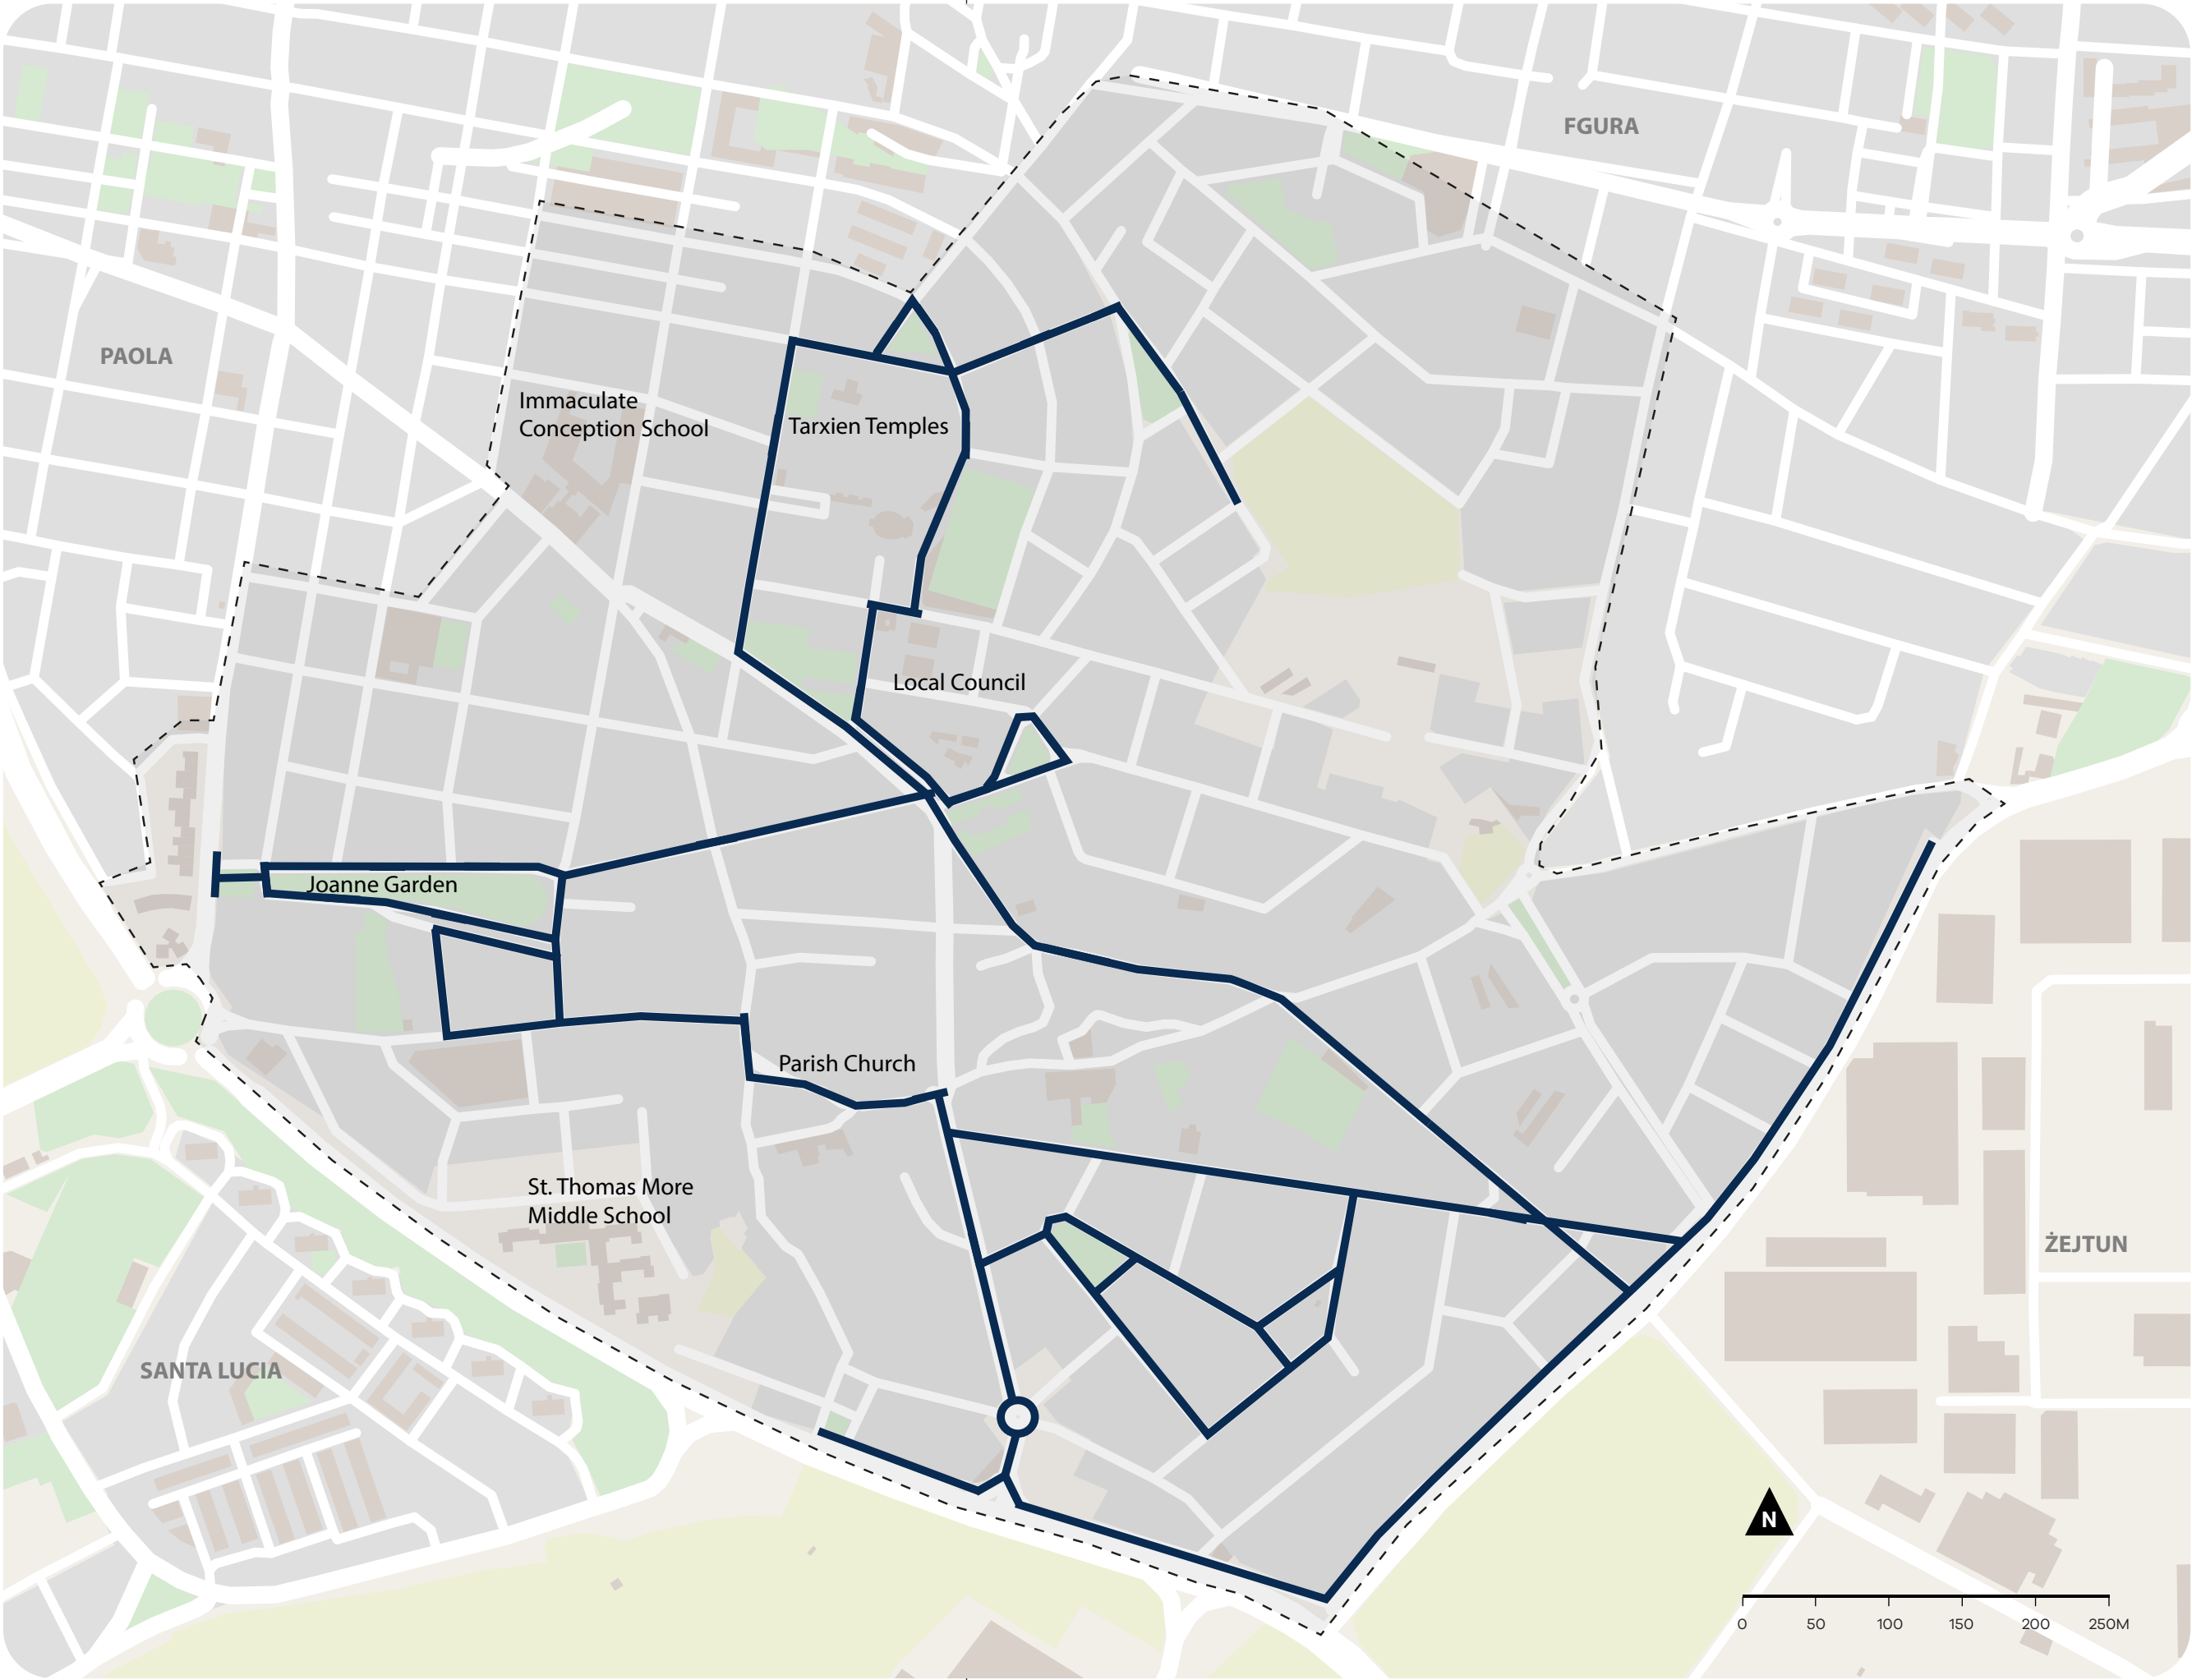 FGURA
PAOLA
Immaculate
Conception School
Tarxien Temples
Local Council
Joanne Garden
Parish Church
St. Thomas More
Middle School
ŻEJTUN
SANTA LUCIA
N
0 50 100 150 200 250M